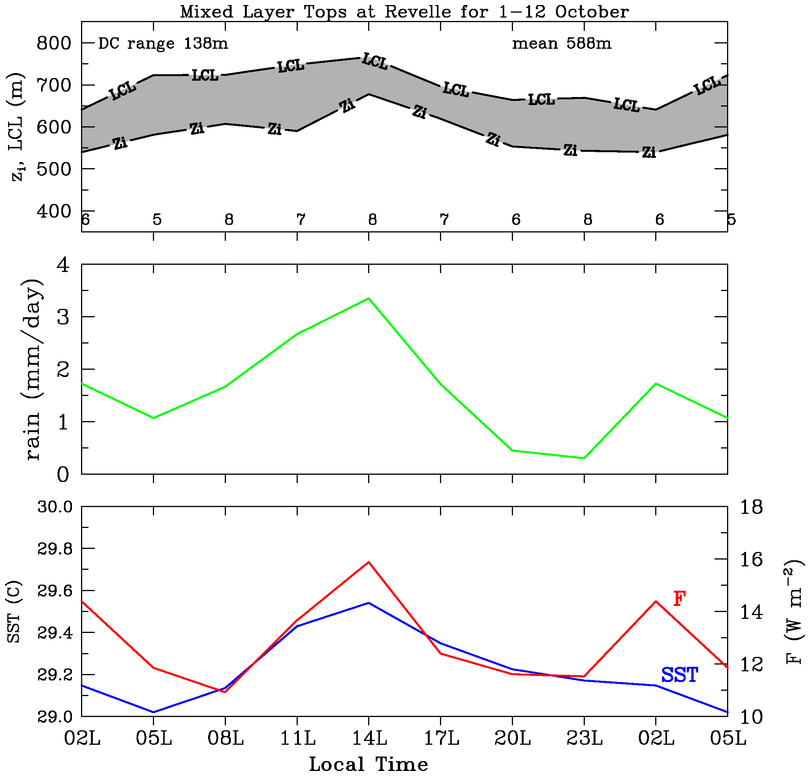 Mixed Layer Tops at Revelle for 1-12 October
DC range 138m mean 588m
800
700
600
500
400
z_i, LCL (m)
LCL LCL LCL LCL LCL LCL LCL LCL
Zi Zi Zi Zi Zi Zi Zi Zi
6 5 8 7 8 7 6 8 6 5
4
3
2
1
0
rain (mm/day)
30.0 18
29.8 16
29.6 14
29.4
29.2 12
29.0 10
SST (C)
F (W m⁻²)
F
SST
02L 05L 08L 11L 14L 17L 20L 23L 02L 05L
Local Time